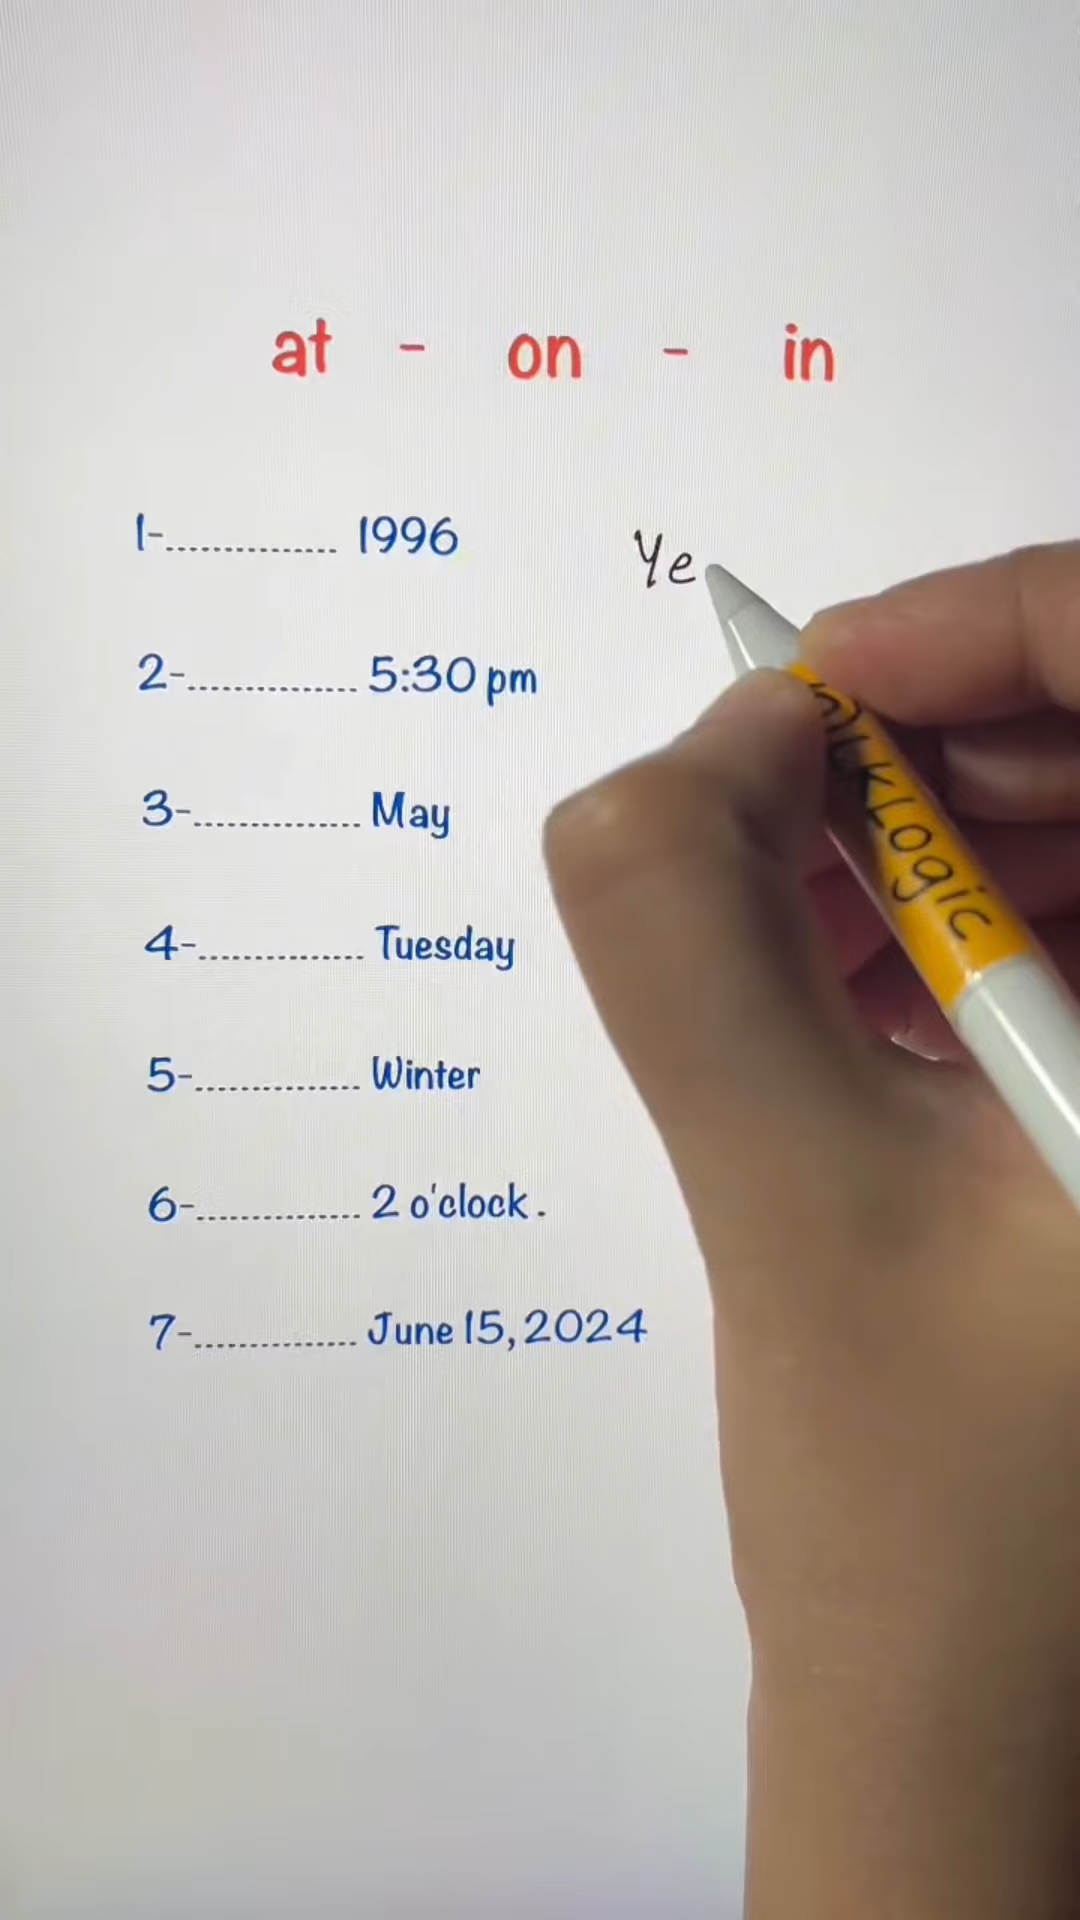 at - on - in
1-............... 1996
Ye
2-............... 5:30 pm
3-............... May
4-............... Tuesday
5-............... Winter
6-............... 2 o'clock.
7-............... June 15, 2024
Logic